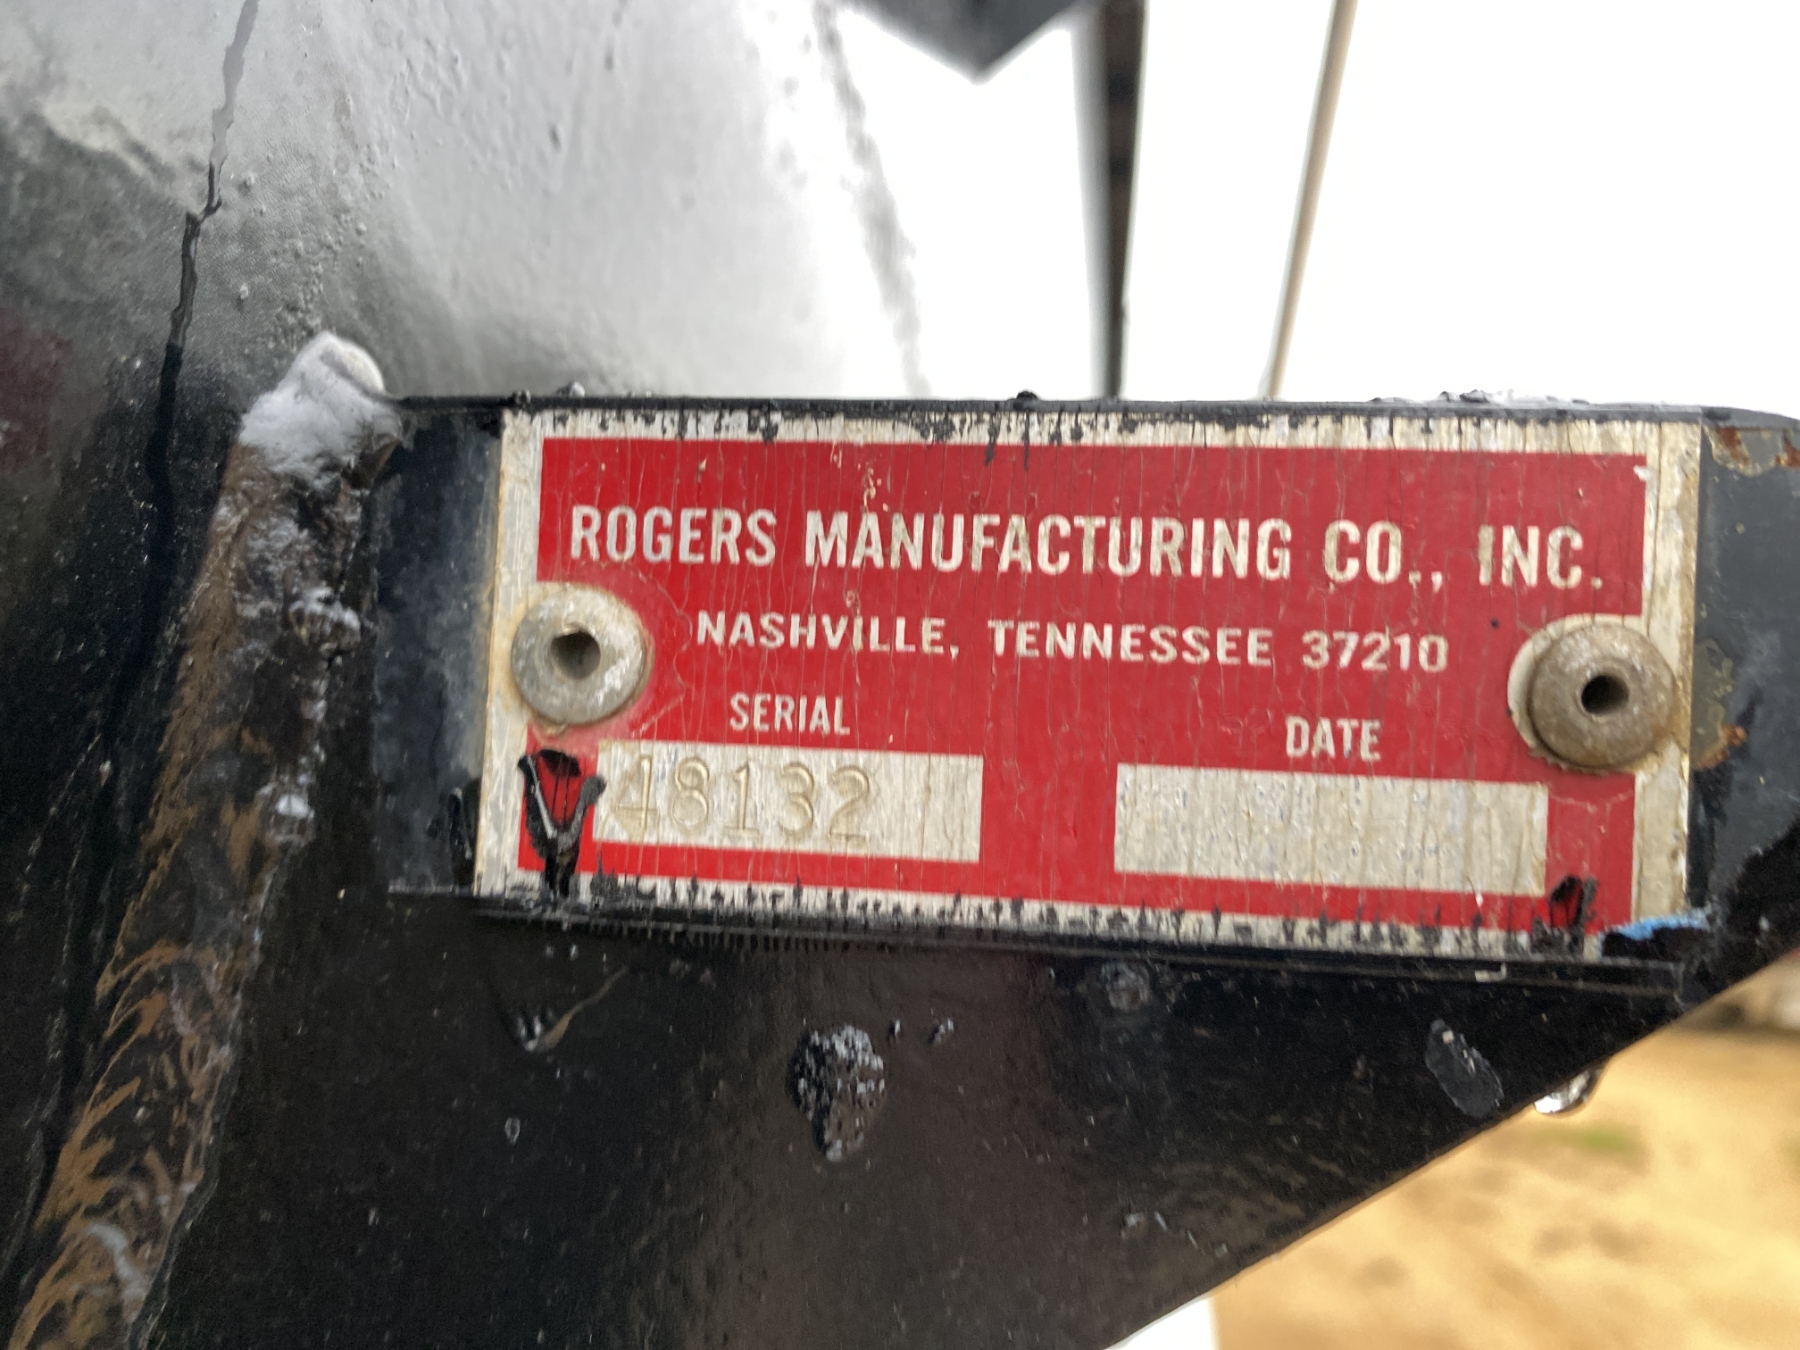 ROGERS MANUFACTURING CO., INC.
NASHVILLE, TENNESSEE 37210
SERIAL
DATE
48132